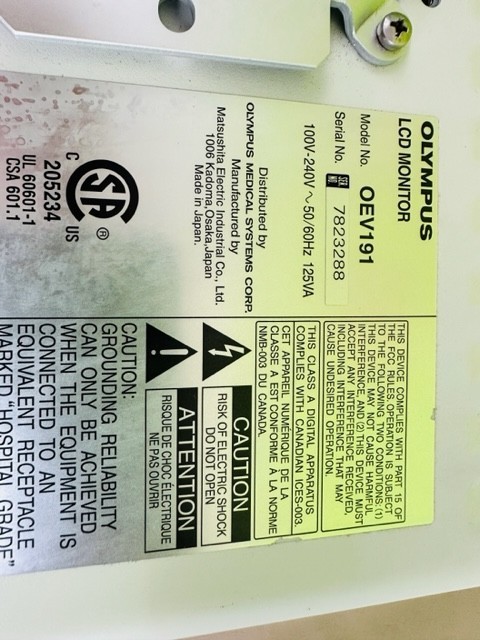 OLYMPUS
LCD MONITOR
Model No. OEV191
Serial No. SER NO 7823288
100V-240V ~ 50/60Hz 125VA
Distributed by
OLYMPUS MEDICAL SYSTEMS CORP.
Manufactured by
Matsushita Electric Industrial Co., Ltd.
1006 Kadoma, Osaka, Japan.
Made in Japan.
C US ®
205234
UL 60601-1
CSA 601.1
THIS DEVICE COMPLIES WITH PART 15 OF
THE FCC RULES. OPERATION IS SUBJECT
TO THE FOLLOWING TWO CONDITIONS: (1)
THIS DEVICE MAY NOT CAUSE HARMFUL
INTERFERENCE, AND (2) THIS DEVICE MUST
ACCEPT ANY INTERFERENCE RECEIVED,
INCLUDING INTERFERENCE THAT MAY
CAUSE UNDESIRED OPERATION.
THIS CLASS A DIGITAL APPARATUS
COMPLIES WITH CANADIAN ICES-003.
CET APPAREIL NUMÉRIQUE DE LA
CLASSE A EST CONFORME À LA NORME
NMB-003 DU CANADA.
CAUTION
RISK OF ELECTRIC SHOCK
DO NOT OPEN
ATTENTION
RISQUE DE CHOC ÉLECTRIQUE
NE PAS OUVRIR
CAUTION:
GROUNDING RELIABILITY
CAN ONLY BE ACHIEVED
WHEN THE EQUIPMENT IS
CONNECTED TO AN
EQUIVALENT RECEPTACLE
MARKED "HOSPITAL GRADE"